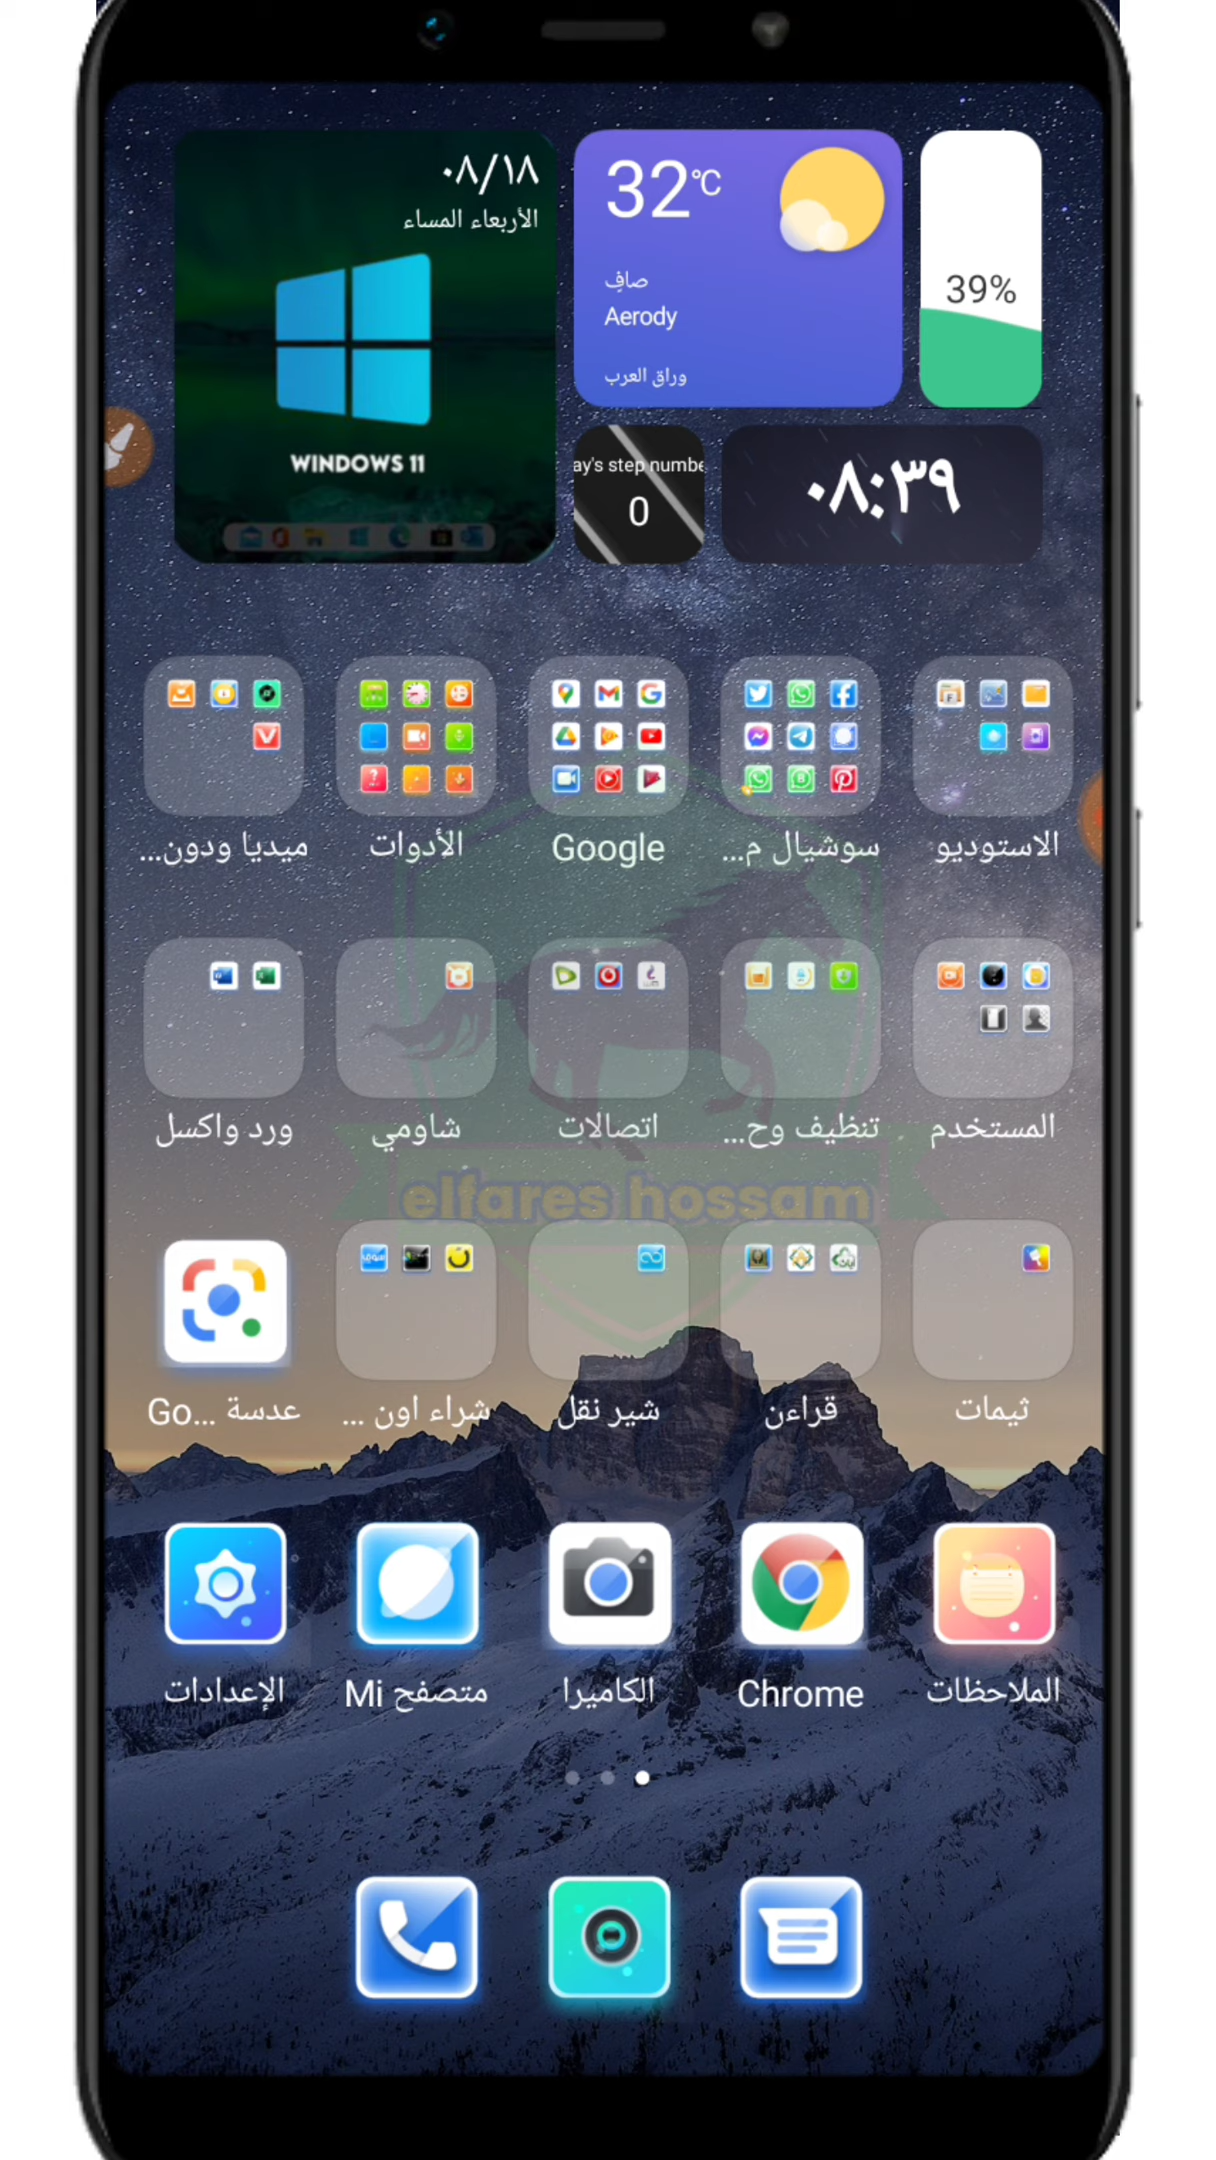 ٠٨/١٨
الأربعاء المساء
WINDOWS 11
32°C
صافٍ
Aerody
وراق العرب
39%
ay's step numbe
0
٠٨:٣٩
الاستوديو
سوشيال م...
Google
الأدوات
ميديا ودون...
المستخدم
تنظيف وح...
اتصالات
شاومي
ورد واكسل
elfares hossam
ثيمات
قراءن
شير نقل
شراء اون ...
عدسة Go...
الملاحظات
Chrome
الكاميرا
متصفح Mi
الإعدادات